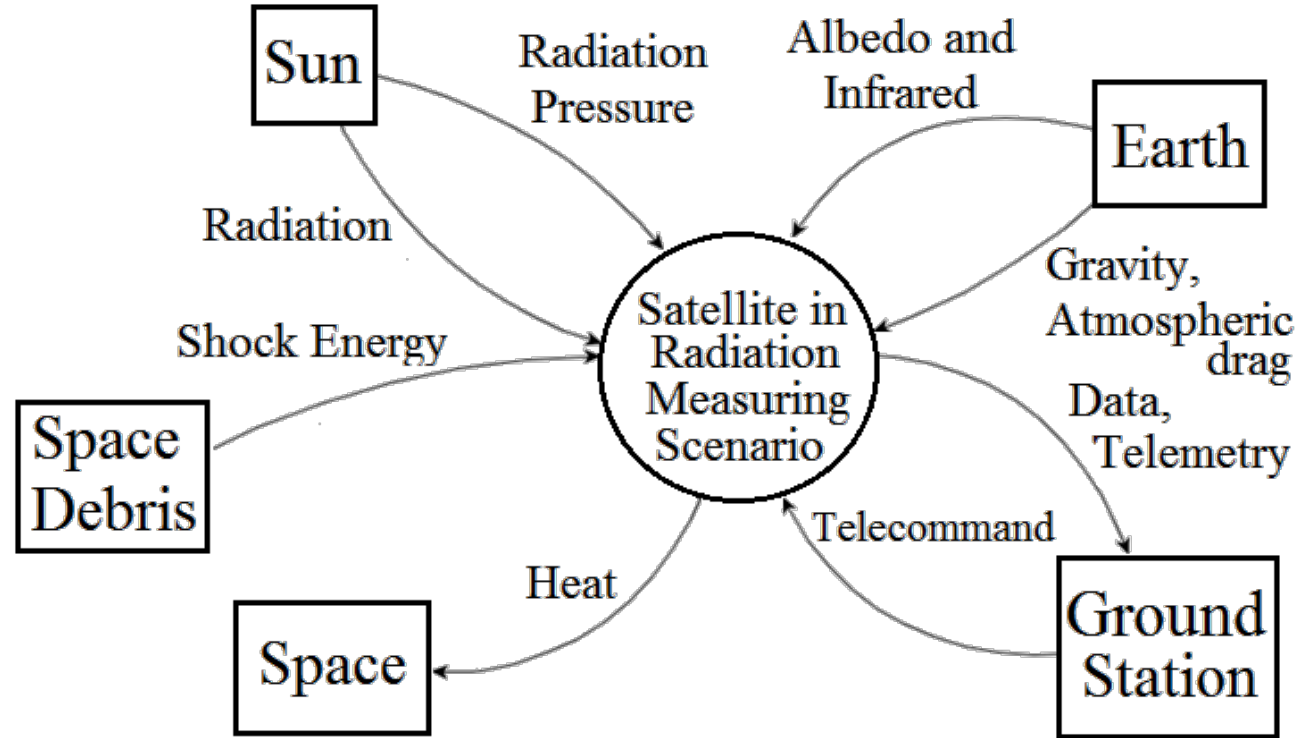 Sun
Radiation
Pressure
Albedo and
Infrared
Earth
Radiation
Gravity,
Atmospheric
drag
Shock Energy
Satellite in
Radiation
Measuring
Scenario
Space
Debris
Data,
Telemetry
Telecommand
Heat
Space
Ground
Station